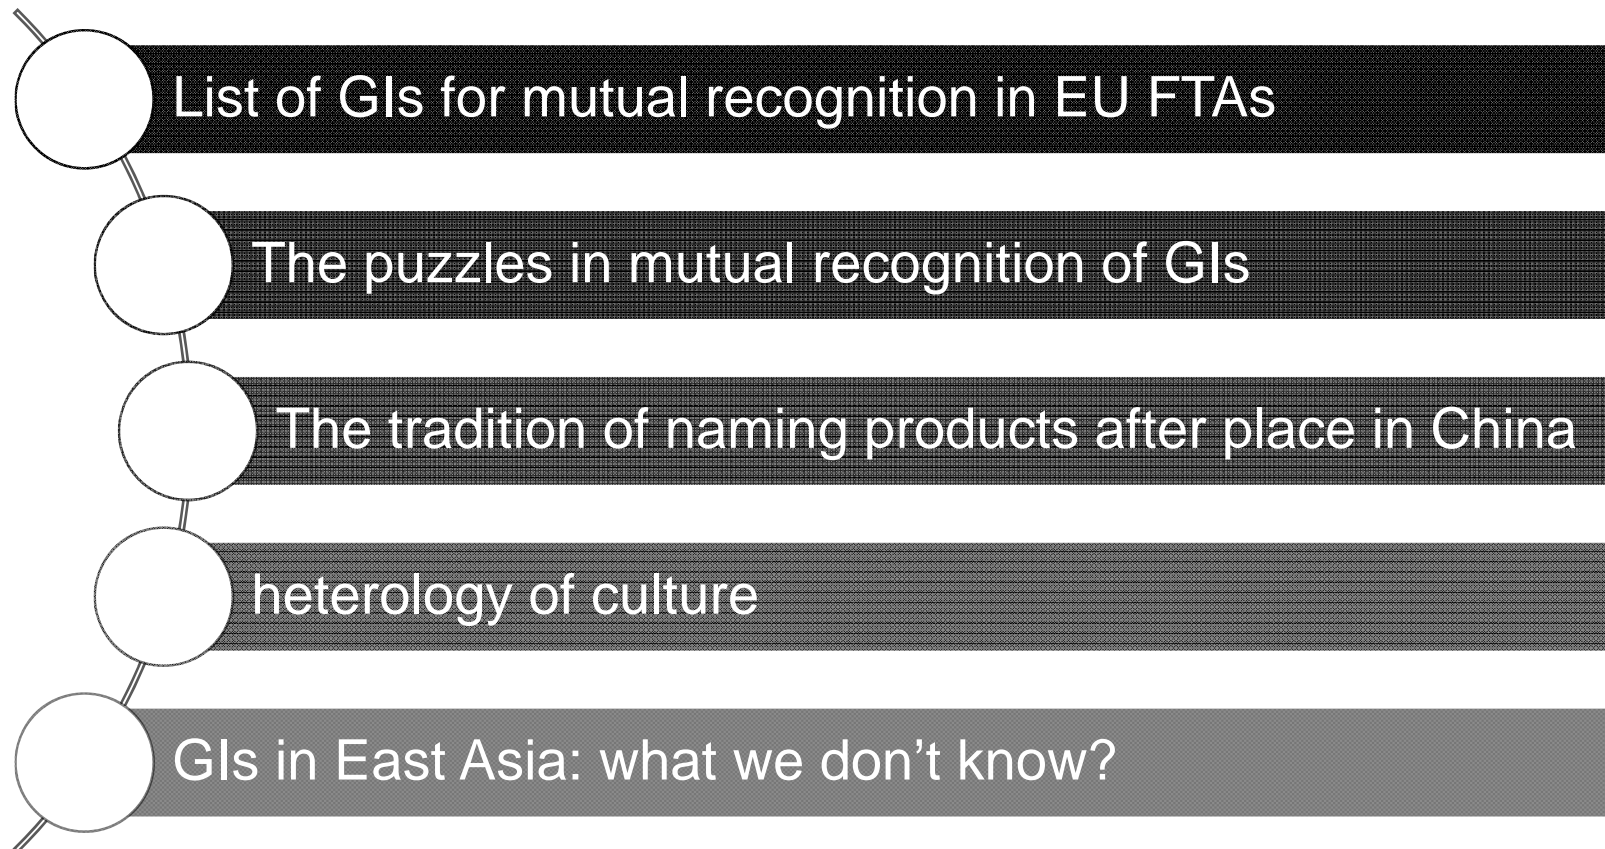 List of GIs for mutual recognition in EU FTAs
The puzzles in mutual recognition of GIs
The tradition of naming products after place in China
heterology of culture
GIs in East Asia: what we don’t know?